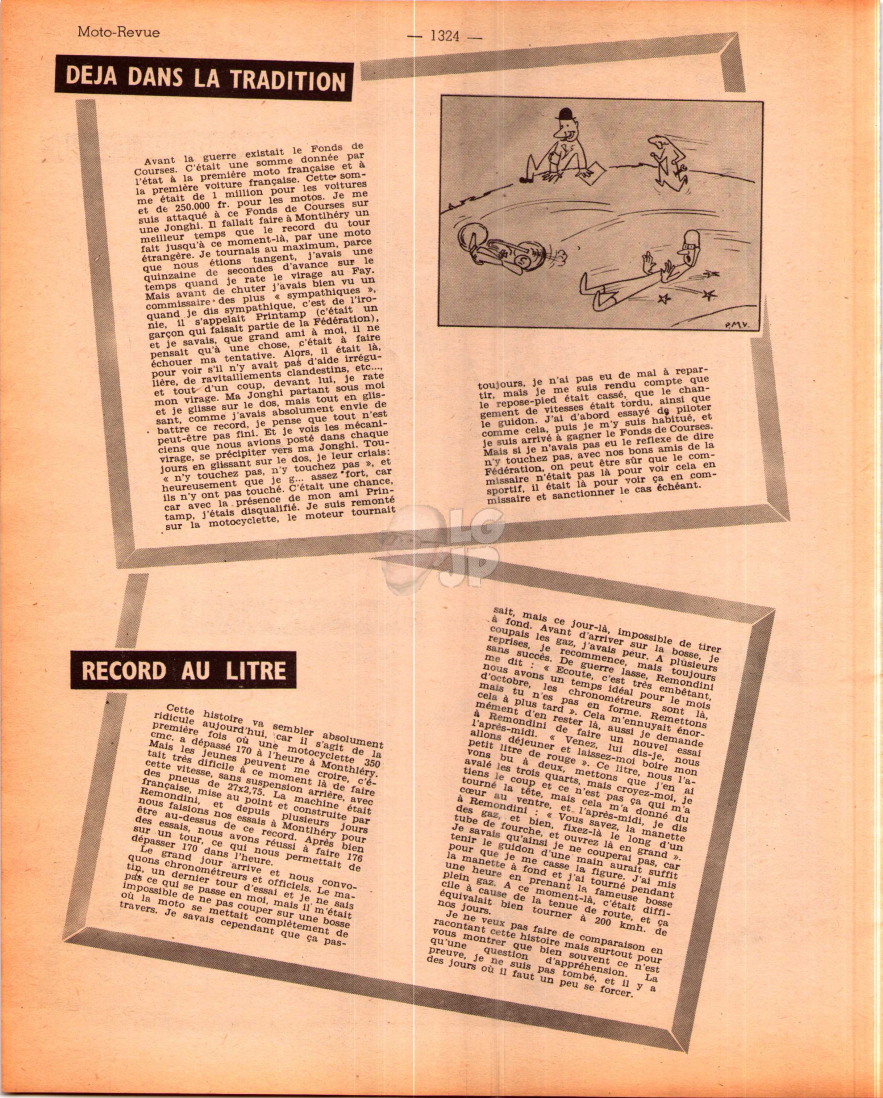 Moto-Revue
— 1324 —
DEJA DANS LA TRADITION
Avant la guerre existait le Fonds de
Courses. C'était une somme donnée par
l'état à la première moto française et à
la première voiture française. Cette som-
me était de 1 million pour les voitures
et de 250.000 fr. pour les motos. Je me
suis attaqué à ce Fonds de Courses sur
une Jonghi. Il fallait faire à Montlhéry un
meilleur temps que le record du tour
fait jusqu'à ce moment-là, par une moto
étrangère. Je tournais au maximum, parce
que nous étions tangent, j'avais une
quinzaine de secondes d'avance sur le
temps quand je rate le virage au Fay.
Mais avant de chuter j'avais bien vu un
commissaire des plus « sympathiques »,
quand je dis sympathique, c'est de l'iro-
nie, il s'appelait Printamp (c'était un
garçon qui faisait partie de la Fédération),
et je savais, que grand ami à moi, il ne
pensait qu'à une chose, c'était à faire
échouer ma tentative. Alors, il était là,
pour voir s'il n'y avait pas d'aide irrégu-
lière, de ravitaillements clandestins, etc...,
et tout d'un coup, devant lui, je rate
mon virage. Ma Jonghi partant sous moi
et je glisse sur le dos, mais tout en glis-
sant, comme j'avais absolument envie de
battre ce record, je pense que tout n'est
peut-être pas fini. Et je vois les mécani-
ciens que nous avions posté dans chaque
virage, se précipiter vers ma Jonghi. Tou-
jours en glissant sur le dos, je leur criais:
« n'y touchez pas, n'y touchez pas », et
heureusement que je g... assez fort, car
ils n'y ont pas touché. C'était une chance,
car avec la présence de mon ami Prin-
tamp, j'étais disqualifié. Je suis remonté
sur la motocyclette, le moteur tournait
P.M.V.
toujours, je n'ai pas eu de mal à repar-
tir, mais je me suis rendu compte que
le repose-pied était cassé, que le chan-
gement de vitesses était tordu, ainsi que
le guidon. J'ai d'abord essayé de piloter
comme cela, puis je m'y suis habitué, et
je suis arrivé à gagner le Fonds de Courses.
Mais si je n'avais pas eu le reflexe de dire
n'y touchez pas, avec nos bons amis de la
Fédération, on peut être sûr que le com-
missaire n'était pas là pour voir cela en
sportif, il était là pour voir ça en com-
missaire et sanctionner le cas échéant.
LG
JP
RECORD AU LITRE
Cette histoire va sembler absolument
ridicule aujourd'hui, car il s'agit de la
première fois où une motocyclette 350
cmc. a dépassé 170 à l'heure à Montlhéry.
Mais les jeunes peuvent me croire, c'é-
tait très difficile à ce moment là de faire
cette vitesse, sans suspension arrière, avec
des pneus de 27x2,75. La machine était
française, mise au point et construite par
Remondini, et depuis plusieurs jours
nous faisions nos essais à Montlhéry pour
être au-dessus de ce record. Après bien
des essais, nous avons réussi à faire 176
sur un tour, ce qui nous permettait de
dépasser 170 dans l'heure.
Le grand jour arrive et nous convo-
quons chronométreurs et officiels. Le ma-
tin, un dernier tour d'essai et je ne sais
pas ce qui se passe en moi, mais il m'était
impossible de ne pas couper sur une bosse
où la moto se mettait complétement de
travers. Je savais cependant que ça pas-
sait, mais ce jour-là, impossible de tirer
à fond. Avant d'arriver sur la bosse, je
coupais les gaz, j'avais peur. A plusieurs
reprises, je recommence, mais toujours
sans succés. De guerre lasse, Remondini
me dit : « Ecoute, c'est très embêtant,
nous avons un temps idéal pour le mois
d'octobre, les chronométreurs sont là,
mais tu n'es pas en forme. Remettons
cela à plus tard ». Cela m'ennuyait énor-
mément d'en rester là, aussi je demande
à Remondini de faire un nouvel essai
l'après-midi. « Venez, lui dis-je, nous
allons déjeuner et laissez-moi boire mon
petit litre de rouge ». Ce litre, nous l'a-
vons bu à deux, mettons que j'en ai
avalé les trois quarts, mais croyez-moi, je
tiens le coup et ce n'est pas ça qui m'a
tourné la tête, mais cela m'a donné du
cœur au ventre, et l'après-midi, je dis
à Remondini : « Vous savez, la manette
des gaz, et bien, fixez-là le long d'un
tube de fourche, et ouvrez là en grand ».
Je savais qu'ainsi je ne couperai pas, car
tenir le guidon d'une main aurait suffit
pour que je me casse la figure. J'ai mis
la manette à fond et j'ai tourné pendant
une heure en prenant la fameuse bosse
plein gaz. A ce moment-là, c'était diffi-
cile à cause de la tenue de route, et ça
équivalait bien tourner à 200 kmh. de
nos jours.
Je ne veux pas faire de comparaison en
racontant cette histoire mais surtout pour
vous montrer que bien souvent ce n'est
qu'une question d'appréhension. La
preuve, je ne suis pas tombé, et il y a
des jours où il faut un peu se forcer.